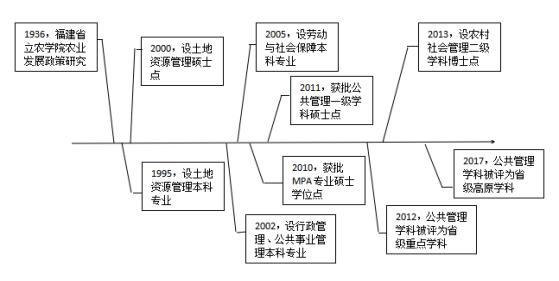 1936，福建省
立农学院农业
发展政策研究
2000，设土地
资源管理硕士
点
2005，设劳动
与社会保障本
科专业
2011，获批公
共管理一级学
科硕士点
2013，设农村
社会管理二级
学科博士点
1995，设土地
资源管理本科
专业
2002，设行政管
理、公共事业管
理本科专业
2010，获批
MPA 专业硕士
学位点
2012，公共管理
学科被评为省
级重点学科
2017，公共管理
学科被评为省
级高原学科